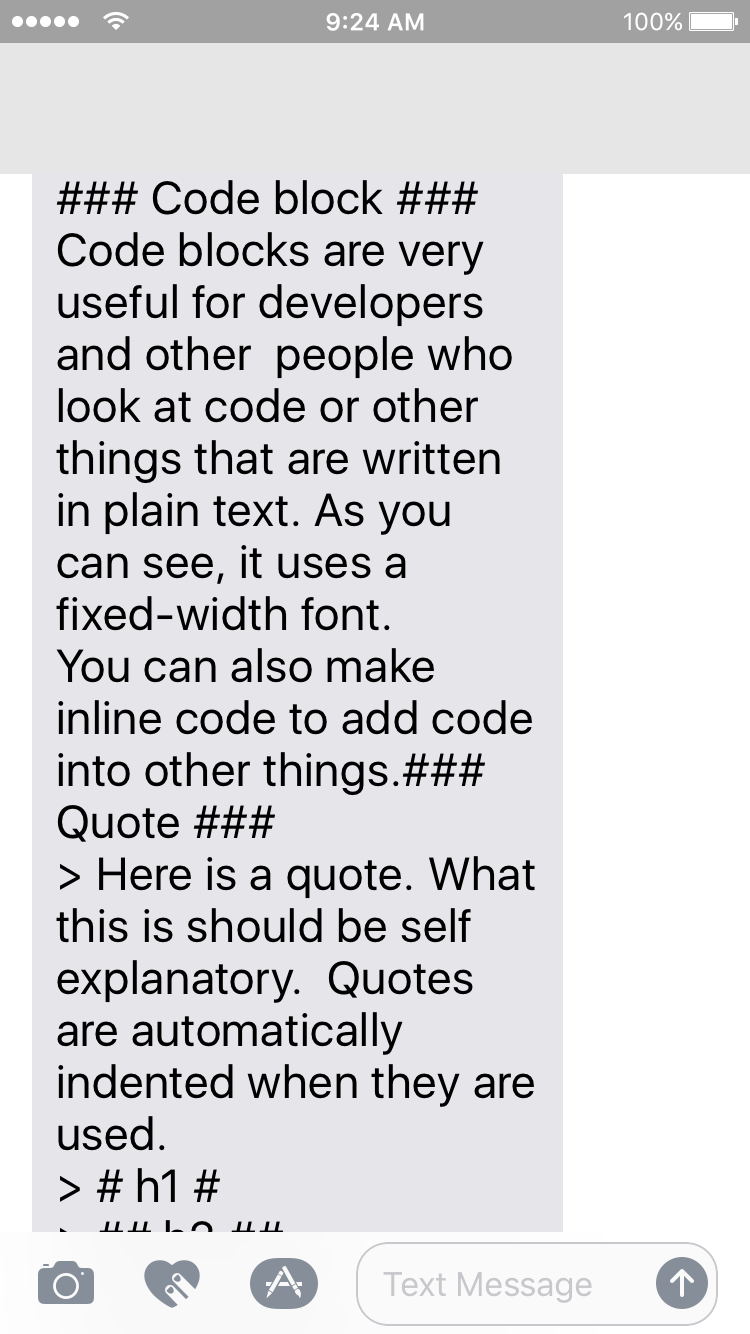 9:24 AM
100%
### Code block ###
Code blocks are very
useful for developers
and other  people who
look at code or other
things that are written
in plain text. As you
can see, it uses a
fixed-width font.
You can also make
inline code to add code
into other things.###
Quote ###
> Here is a quote. What
this is should be self
explanatory.  Quotes
are automatically
indented when they are
used.
> # h1 #
> ## h2 ##
Text Message